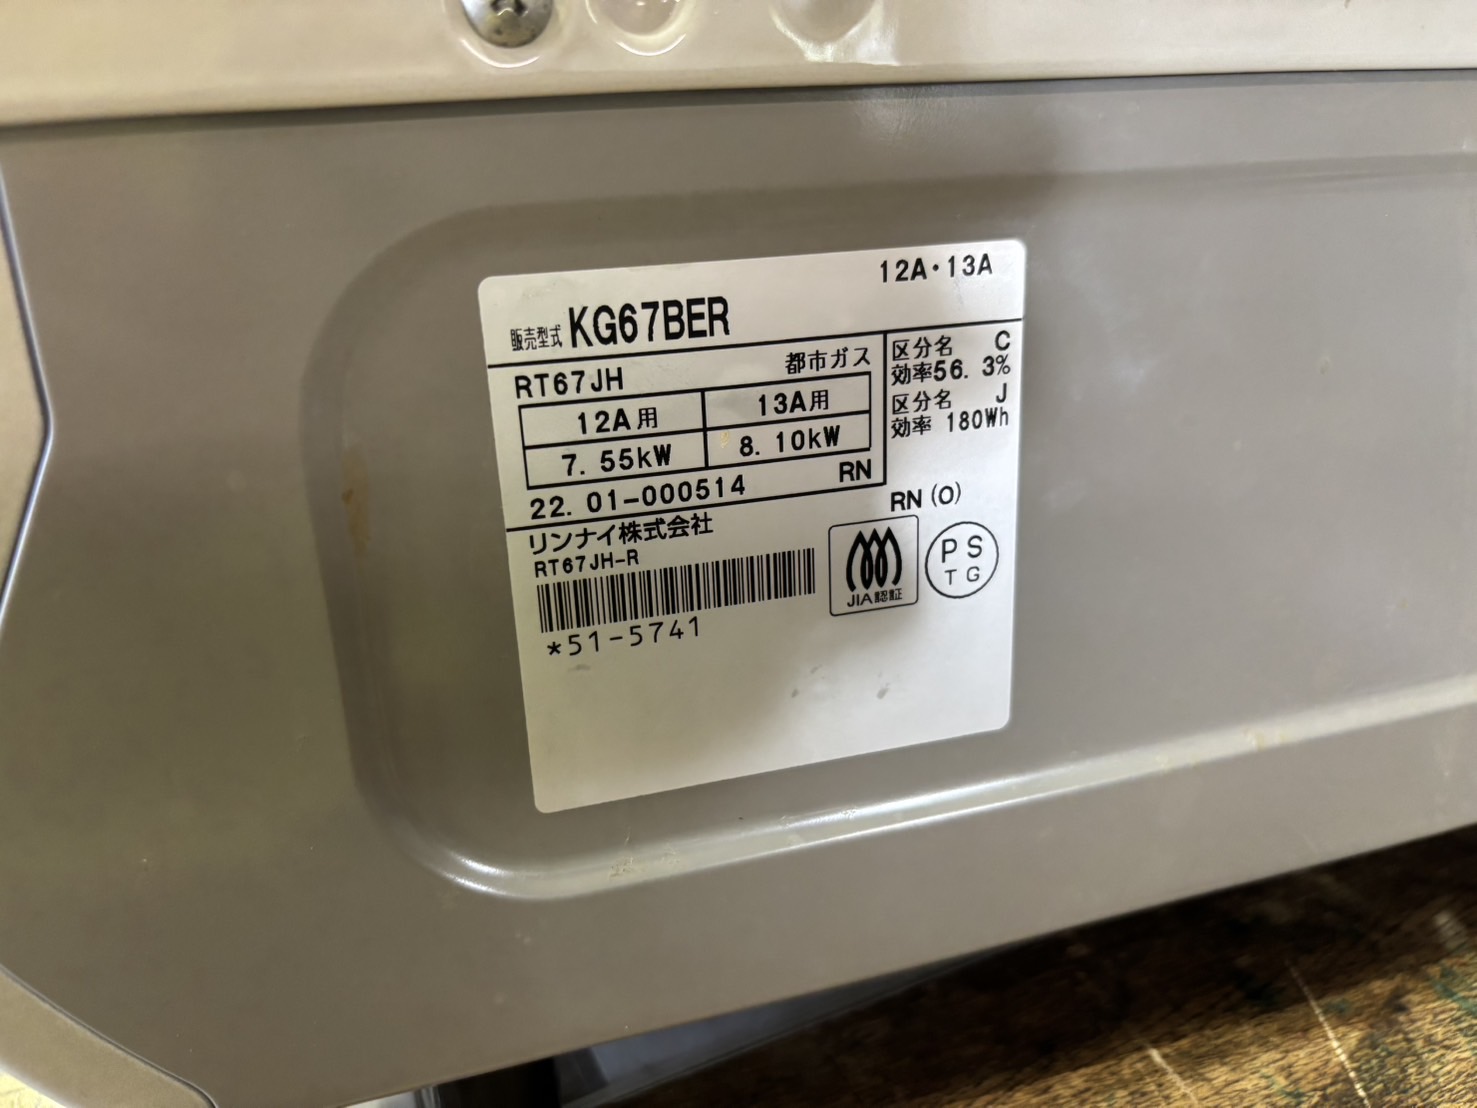 12A・13A
販売型式 KG67BER
RT67JH 都市ガス
12A用 13A用
7.55kW 8.10kW
22.01-000514 RN
区分名 C
効率56.3%
区分名 J
効率 180Wh
RN(O)
リンナイ株式会社
RT67JH-R
*51-5741
JIA認証
PS
TG